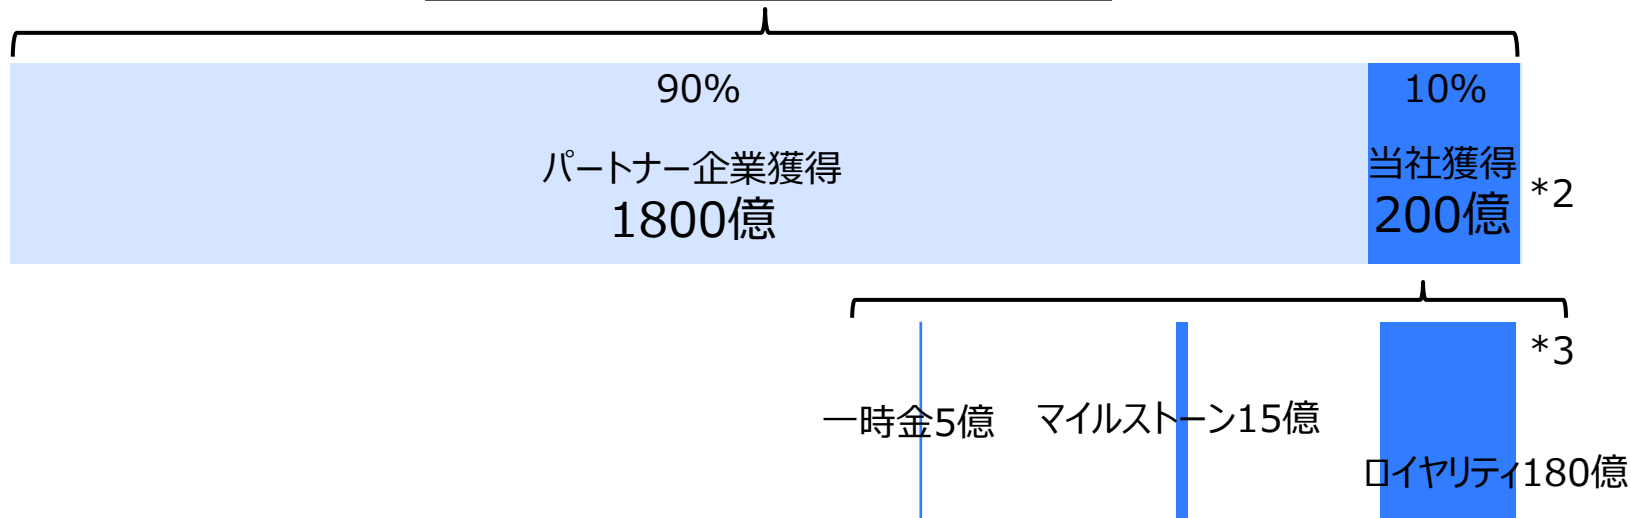 90%
10%
パートナー企業獲得
1800億
当社獲得
200億
*2
*3
一時金5億
マイルストーン15億
ロイヤリティ180億